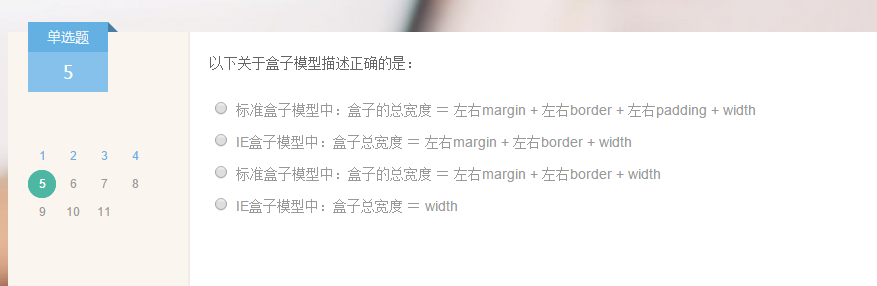 单选题
5
以下关于盒子模型描述正确的是：
标准盒子模型中：盒子的总宽度 ＝ 左右margin + 左右border + 左右padding + width
IE盒子模型中：盒子总宽度 ＝ 左右margin + 左右border + width
标准盒子模型中：盒子的总宽度 ＝ 左右margin + 左右border + width
IE盒子模型中：盒子总宽度 ＝ width
1 2 3 4
5 6 7 8
9 10 11